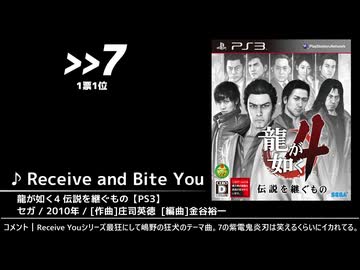 >>7
1票1位
PS3
PlayStation Network
龍が如く4
伝説を継ぐもの
D
SEGA
♪ Receive and Bite You
龍が如く4 伝説を継ぐもの【PS3】
セガ / 2010年 / [作曲]庄司英徳 [編曲]金谷裕一
コメント｜Receive Youシリーズ最狂にして嶋野の狂犬のテーマ曲。7の紫電鬼炎刃は笑えるくらいにイカれてる。